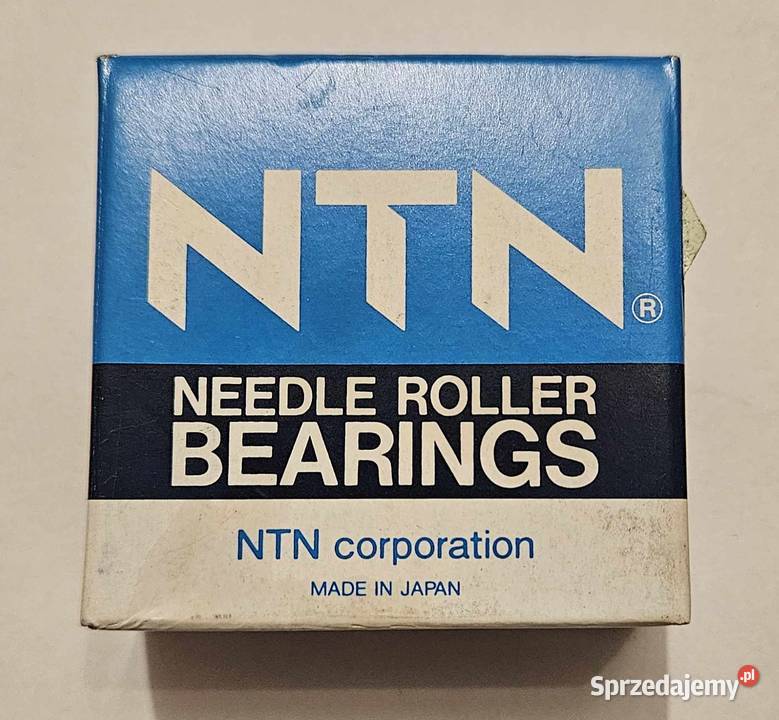 NTN®
NEEDLE ROLLER
BEARINGS
NTN corporation
MADE IN JAPAN
Sprzedajemy.pl